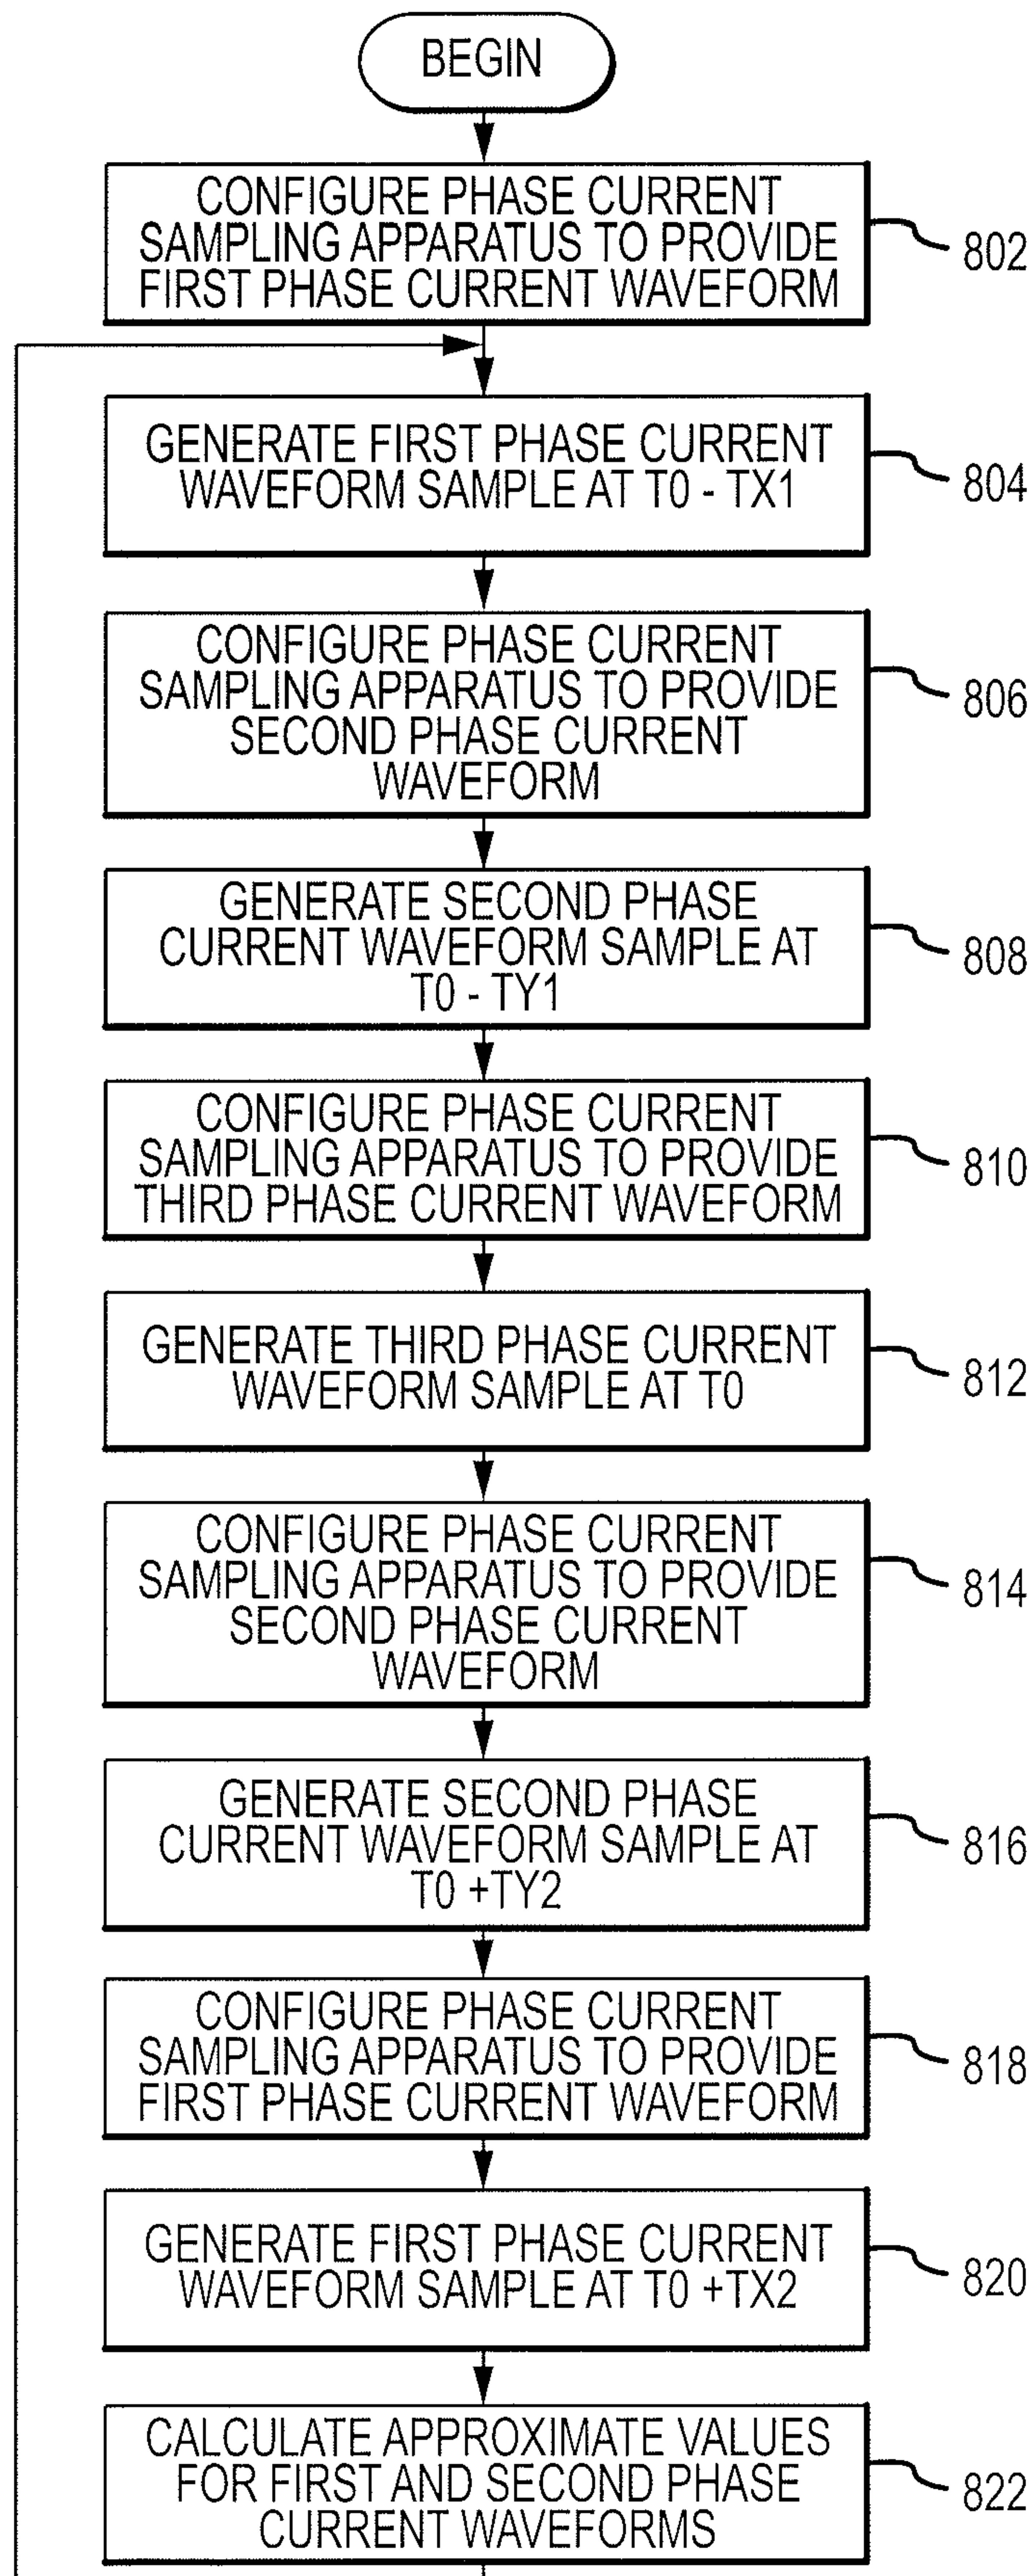 BEGIN
CONFIGURE PHASE CURRENT
SAMPLING APPARATUS TO PROVIDE
FIRST PHASE CURRENT WAVEFORM
802
GENERATE FIRST PHASE CURRENT
WAVEFORM SAMPLE AT T0 - TX1
804
CONFIGURE PHASE CURRENT
SAMPLING APPARATUS TO PROVIDE
SECOND PHASE CURRENT
WAVEFORM
806
GENERATE SECOND PHASE
CURRENT WAVEFORM SAMPLE AT
T0 - TY1
808
CONFIGURE PHASE CURRENT
SAMPLING APPARATUS TO PROVIDE
THIRD PHASE CURRENT WAVEFORM
810
GENERATE THIRD PHASE CURRENT
WAVEFORM SAMPLE AT T0
812
CONFIGURE PHASE CURRENT
SAMPLING APPARATUS TO PROVIDE
SECOND PHASE CURRENT
WAVEFORM
814
GENERATE SECOND PHASE
CURRENT WAVEFORM SAMPLE AT
T0 +TY2
816
CONFIGURE PHASE CURRENT
SAMPLING APPARATUS TO PROVIDE
FIRST PHASE CURRENT WAVEFORM
818
GENERATE FIRST PHASE CURRENT
WAVEFORM SAMPLE AT T0 +TX2
820
CALCULATE APPROXIMATE VALUES
FOR FIRST AND SECOND PHASE
CURRENT WAVEFORMS
822